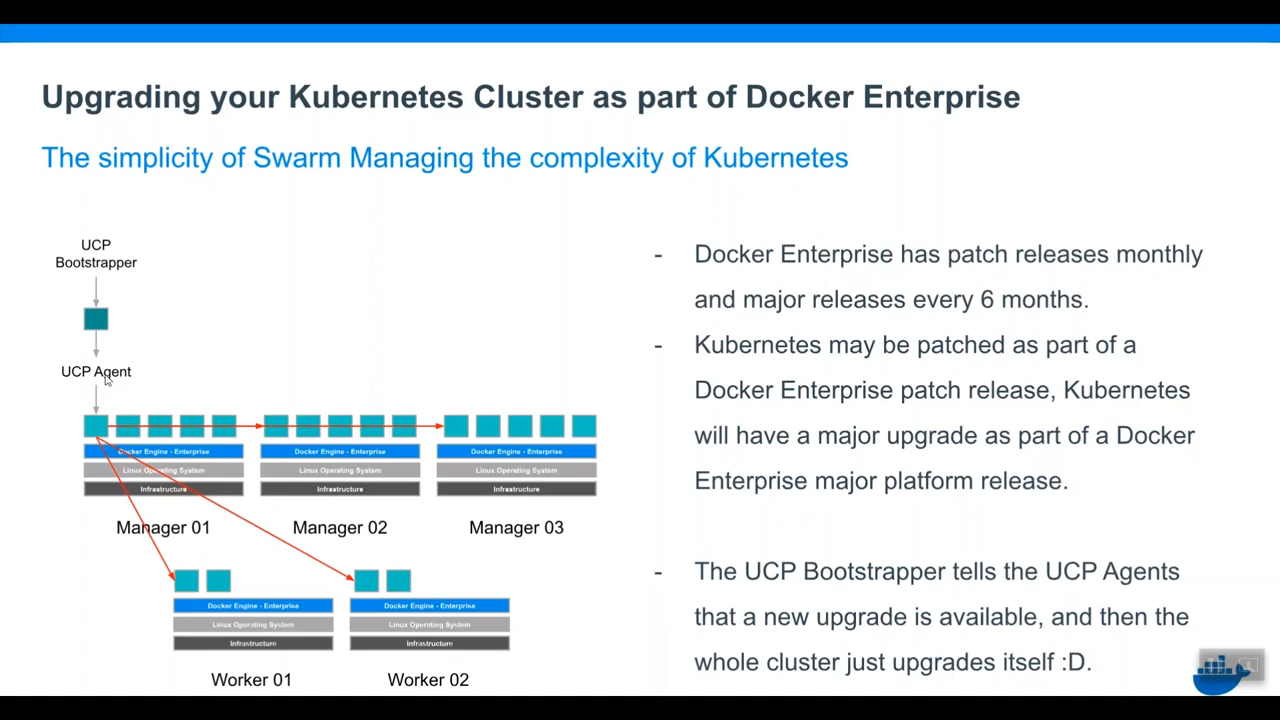 Upgrading your Kubernetes Cluster as part of Docker Enterprise
The simplicity of Swarm Managing the complexity of Kubernetes
UCP
Bootstrapper
UCP Agent
Docker Engine - Enterprise
Linux Operating System
Infrastructure
Manager 01
Docker Engine - Enterprise
Linux Operating System
Infrastructure
Manager 02
Docker Engine - Enterprise
Linux Operating System
Infrastructure
Manager 03
Docker Engine - Enterprise
Linux Operating System
Infrastructure
Worker 01
Docker Engine - Enterprise
Linux Operating System
Infrastructure
Worker 02
- Docker Enterprise has patch releases monthly
and major releases every 6 months.
- Kubernetes may be patched as part of a
Docker Enterprise patch release, Kubernetes
will have a major upgrade as part of a Docker
Enterprise major platform release.
- The UCP Bootstrapper tells the UCP Agents
that a new upgrade is available, and then the
whole cluster just upgrades itself :D.